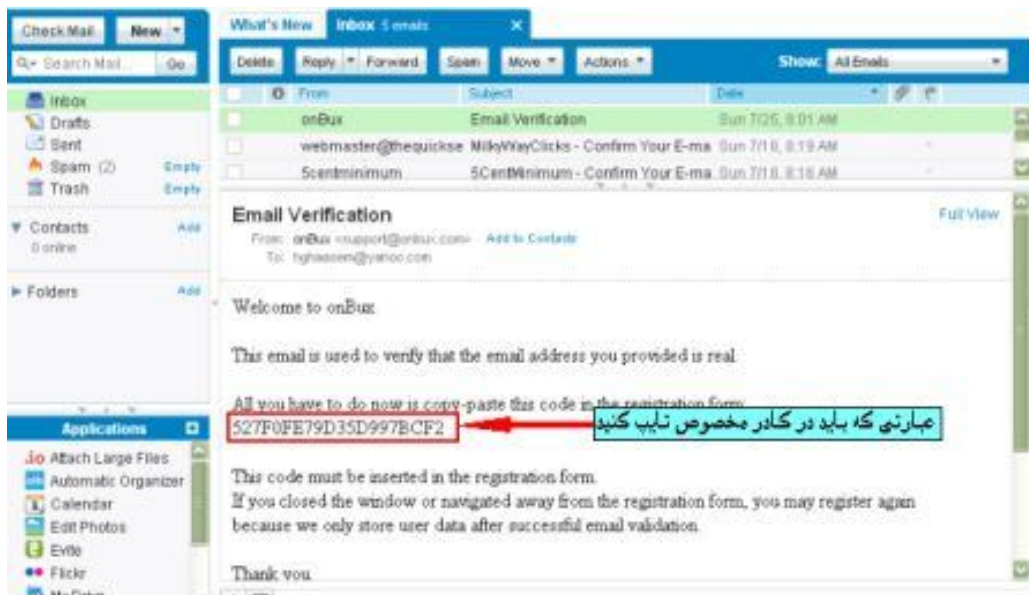 Check Mail New
Search Mail... Go
Inbox
Drafts
Sent
Spam (2) Empty
Trash Empty
Contacts Add
0 online
Folders Add
Applications
Attach Large Files
Automatic Organizer
Calendar
Edit Photos
Evite
Flickr
What's New Inbox 5 emails
Delete Reply Forward Spam Move Actions Show: All Emails
From Subject Date
onBux Email Verification Sun 7/25, 9:01 AM
webmaster@thequickse MilkyWayClicks - Confirm Your E-ma Sun 7/18, 8:19 AM
5centminimum 5CentMinimum - Confirm Your E-ma Sun 7/18, 8:18 AM
Email Verification Full View
From: onBux <support@onbux.com> Add to Contacts
To: hghassem@yahoo.com
Welcome to onBux
This email is used to verify that the email address you provided is real
All you have to do now is copy-paste this code in the registration form
527F0FE79D35D997BCF2
عبارتی که باید در کادر مخصوص تایپ کنید
This code must be inserted in the registration form.
If you closed the window or navigated away from the registration form, you may register again
because we only store user data after successful email validation
Thank you